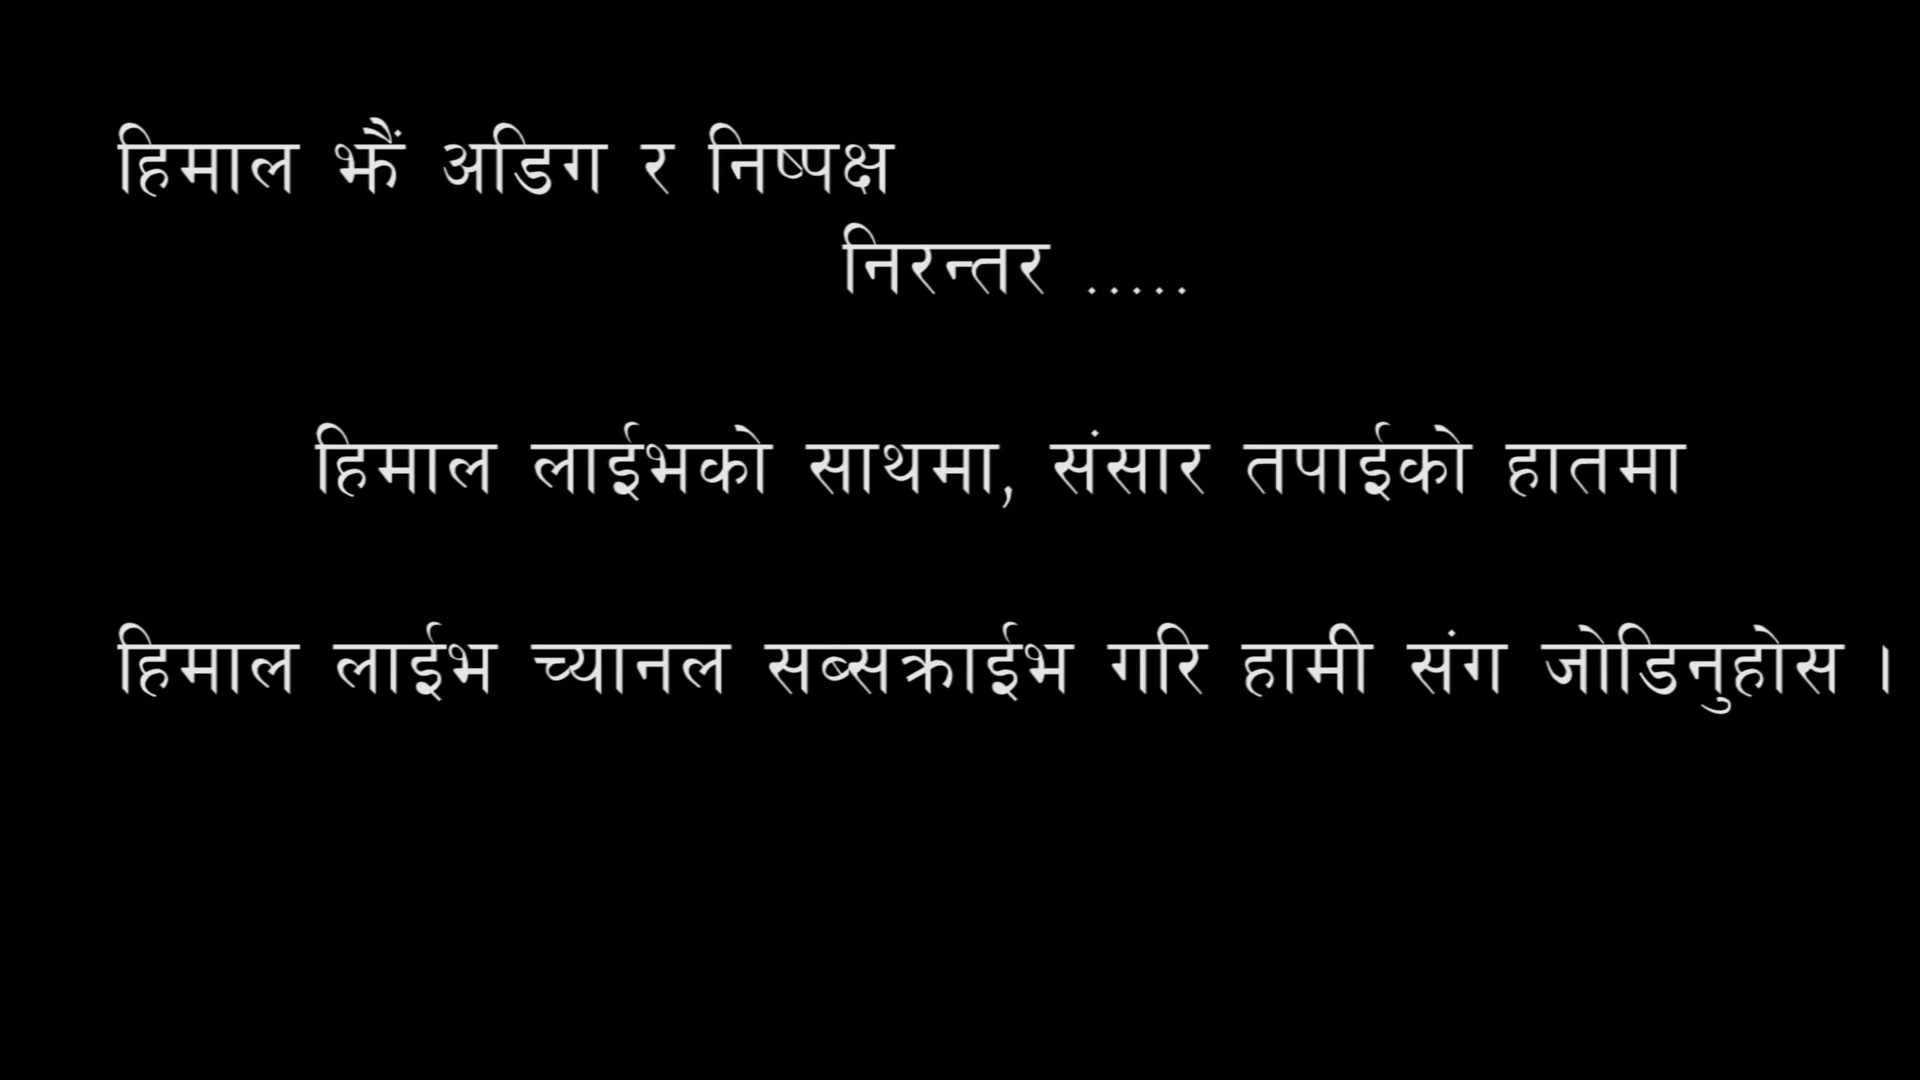 हिमाल झैं अडिग र निष्पक्ष
निरन्तर .....
हिमाल लाईभको साथमा, संसार तपाईको हातमा
हिमाल लाईभ च्यानल सब्सक्राईभ गरि हामी संग जोडिनुहोस ।